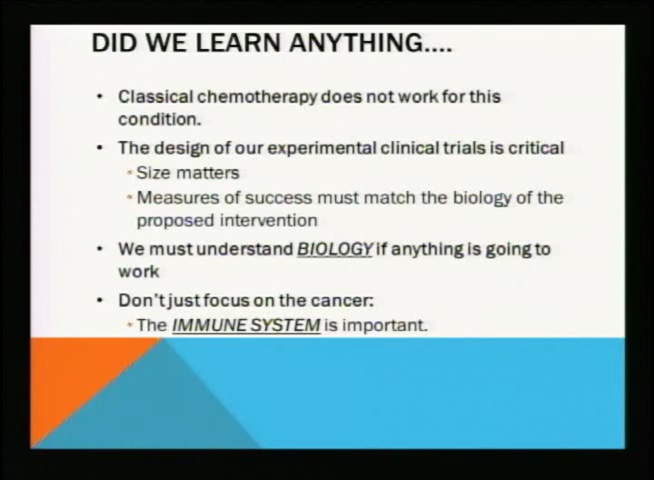 DID WE LEARN ANYTHING....
• Classical chemotherapy does not work for this
condition.
• The design of our experimental clinical trials is critical
• Size matters
• Measures of success must match the biology of the
proposed intervention
• We must understand BIOLOGY if anything is going to
work
• Don't just focus on the cancer:
• The IMMUNE SYSTEM is important.